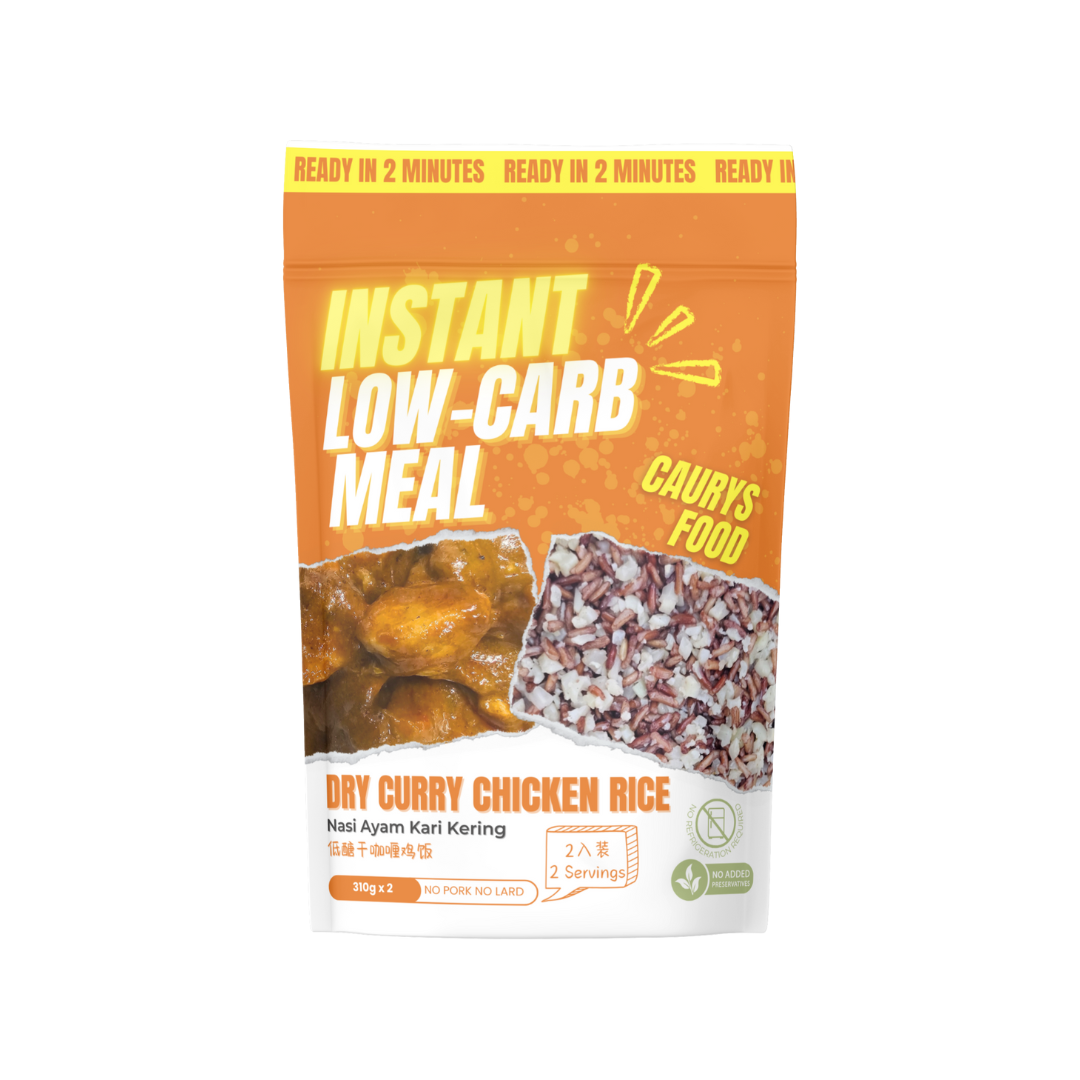 READY IN 2 MINUTES READY IN 2 MINUTES READY IN
INSTANT
LOW-CARB
MEAL
CAURYS
FOOD
DRY CURRY CHICKEN RICE
Nasi Ayam Kari Kering
低醣干咖喱鸡饭
310g x 2 NO PORK NO LARD
2入装
2 Servings
NO REFRIGERATION REQUIRED
NO ADDED
PRESERVATIVES